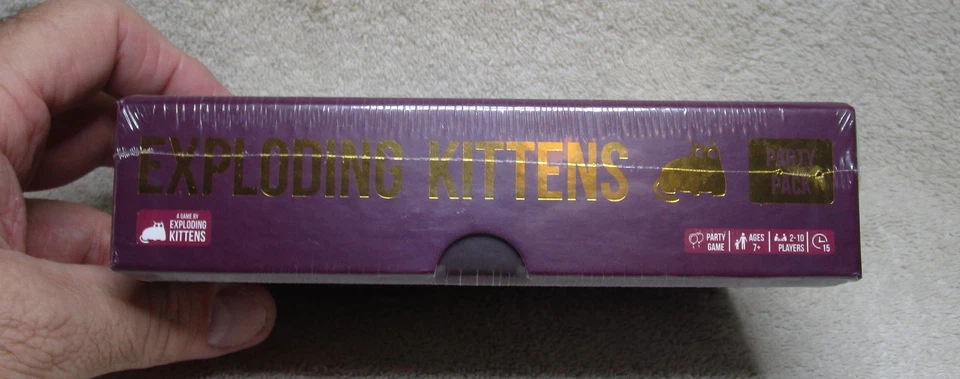 EXPLODING KITTENS
PARTY
PACK
A GAME BY
EXPLODING
KITTENS
PARTY
GAME
AGES
7+
2-10
PLAYERS
15